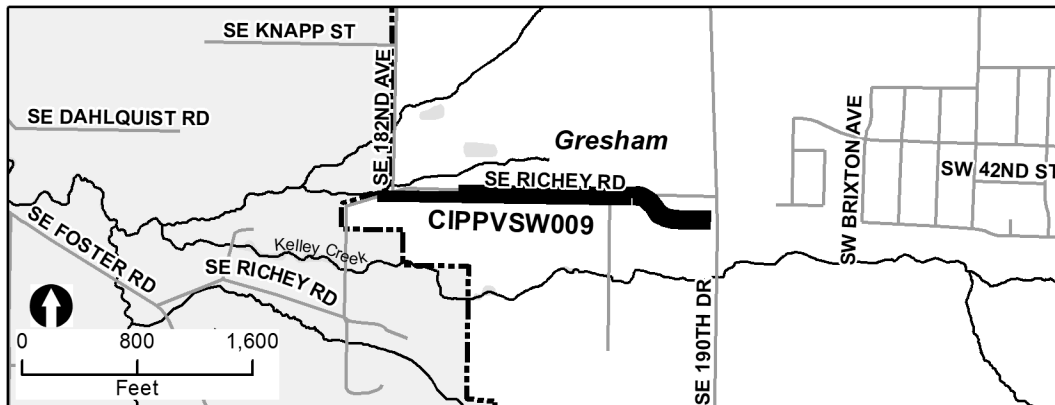 SE KNAPP ST
SE 182ND AVE
SE DAHLQUIST RD
Gresham
SE RICHEY RD
SW BRIXTON AVE
SW 42ND ST
CIPPVSW009
SE FOSTER RD
Kelley Creek
SE RICHEY RD
SE 190TH DR
0 800 1,600
Feet